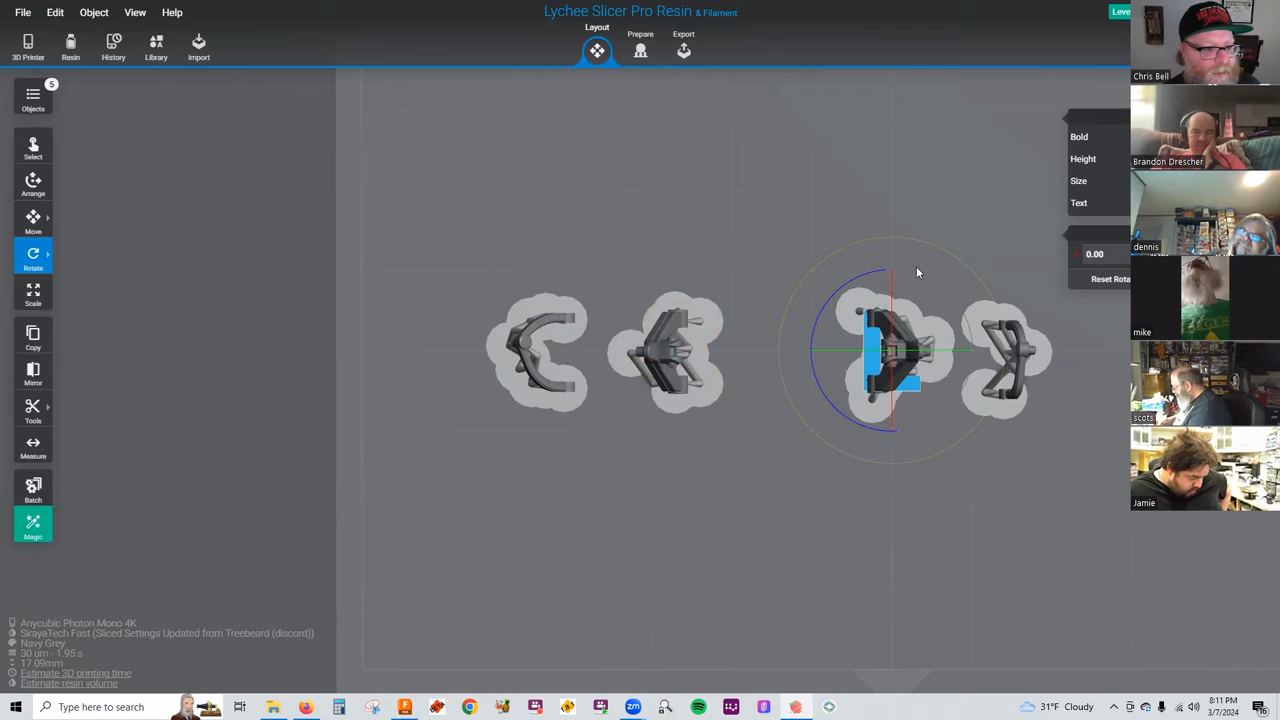 File Edit Object View Help
Lychee Slicer Pro Resin & Filament
Leve
3D Printer Resin History Library Import
Layout Prepare Export
5
Objects
Select
Arrange
Move
Rotate
Scale
Copy
Mirror
Tools
Measure
Batch
Magic
Bold
Height
Size
Text
0.00
Reset Rota
Chris Bell
Brandon Drescher
dennis
mike
scots
Jamie
Anycubic Photon Mono 4K
SirayaTech Fast (Sliced Settings Updated from Treebeard (discord))
Navy Grey
30 um - 1.95 s
17.09mm
Estimate 3D printing time
Estimate resin volume
Type here to search
31°F Cloudy
8:11 PM
3/7/2024